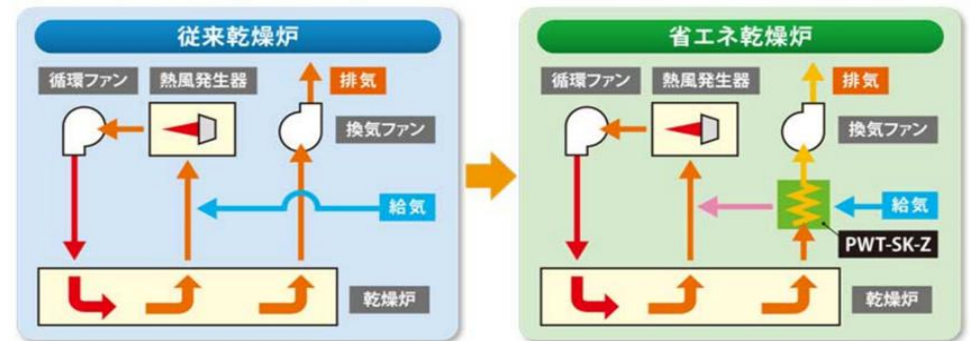 従来乾燥炉
循環ファン
熱風発生器
排気
換気ファン
給気
乾燥炉
省エネ乾燥炉
循環ファン
熱風発生器
排気
換気ファン
給気
PWT-SK-Z
乾燥炉